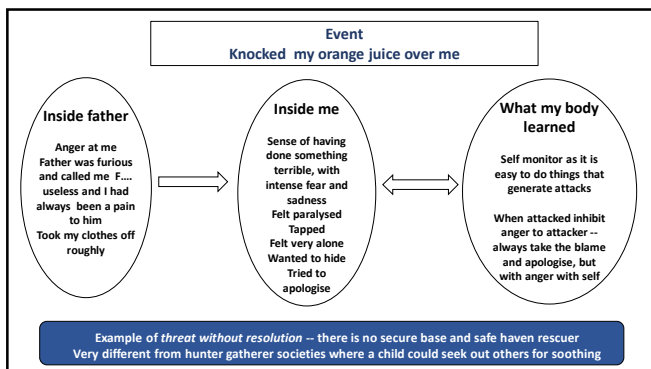 Event
Knocked my orange juice over me
Inside father
Anger at me
Father was furious
and called me F....
useless and I had
always been a pain
to him
Took my clothes off
roughly
Inside me
Sense of having
done something
terrible, with
intense fear and
sadness
Felt paralysed
Tapped
Felt very alone
Wanted to hide
Tried to
apologise
What my body
learned
Self monitor as it is
easy to do things that
generate attacks
When attacked inhibit
anger to attacker --
always take the blame
and apologise, but
with anger with self
Example of threat without resolution -- there is no secure base and safe haven rescuer
Very different from hunter gatherer societies where a child could seek out others for soothing